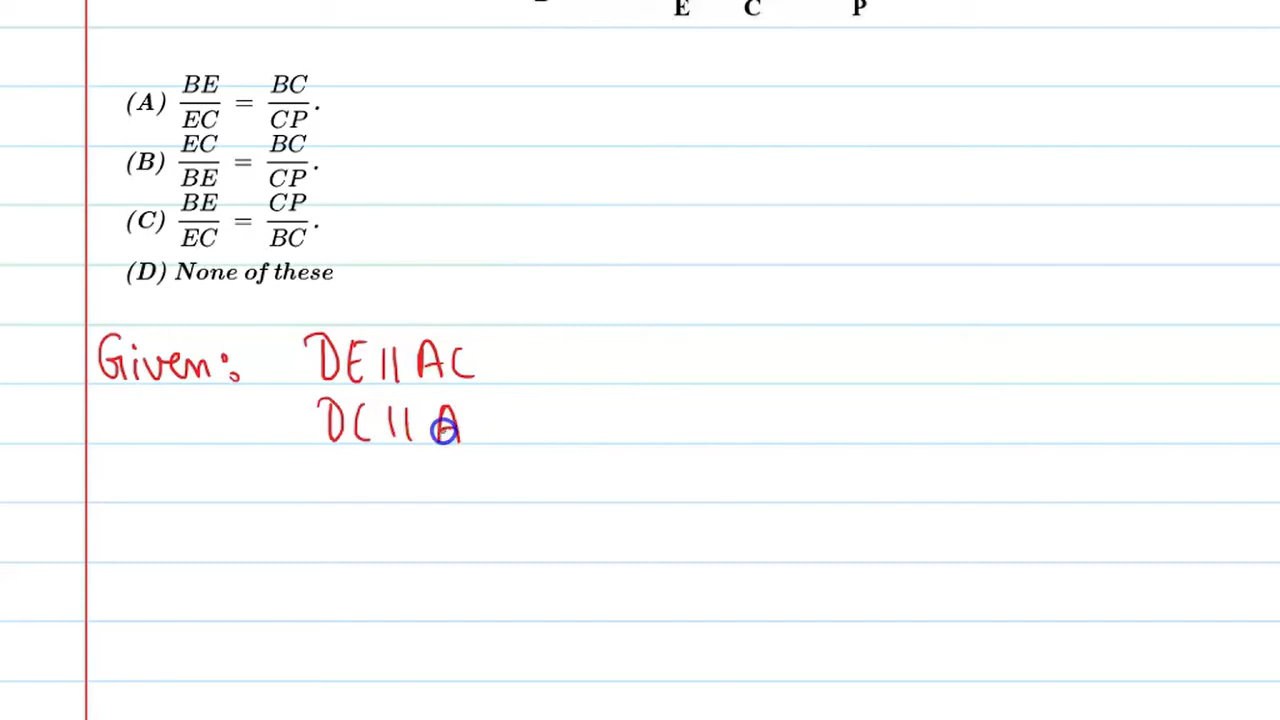 E C P
(A) BE/EC = BC/CP.
(B) EC/BE = BC/CP.
(C) BE/EC = CP/BC.
(D) None of these
Given: DE || AC
DC || A